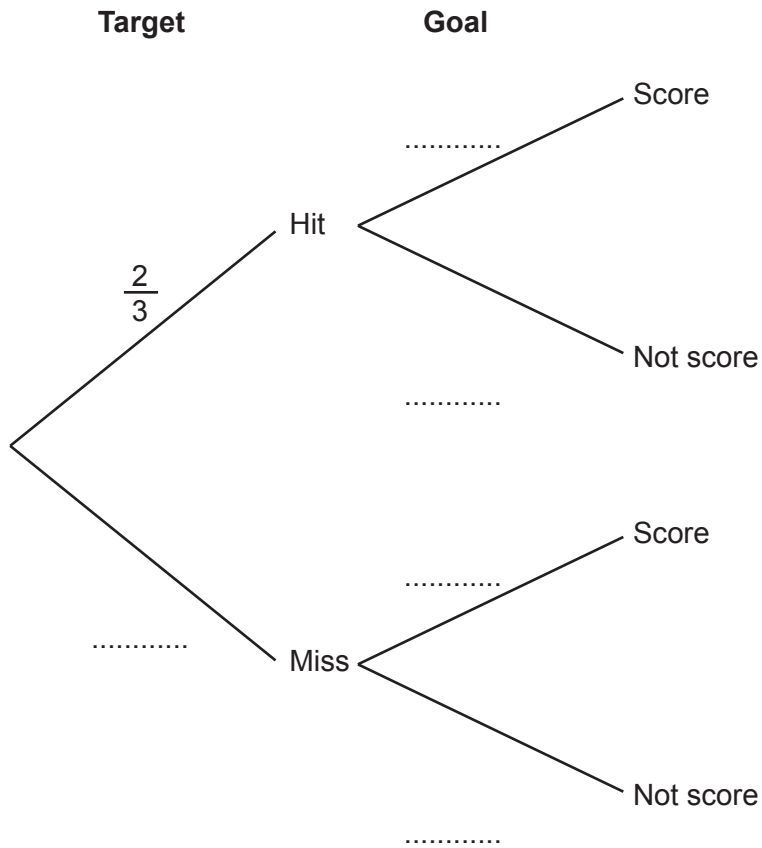 Target Goal
Score
............
Hit
2
3
Not score
............
Score
............
............
Miss
Not score
............